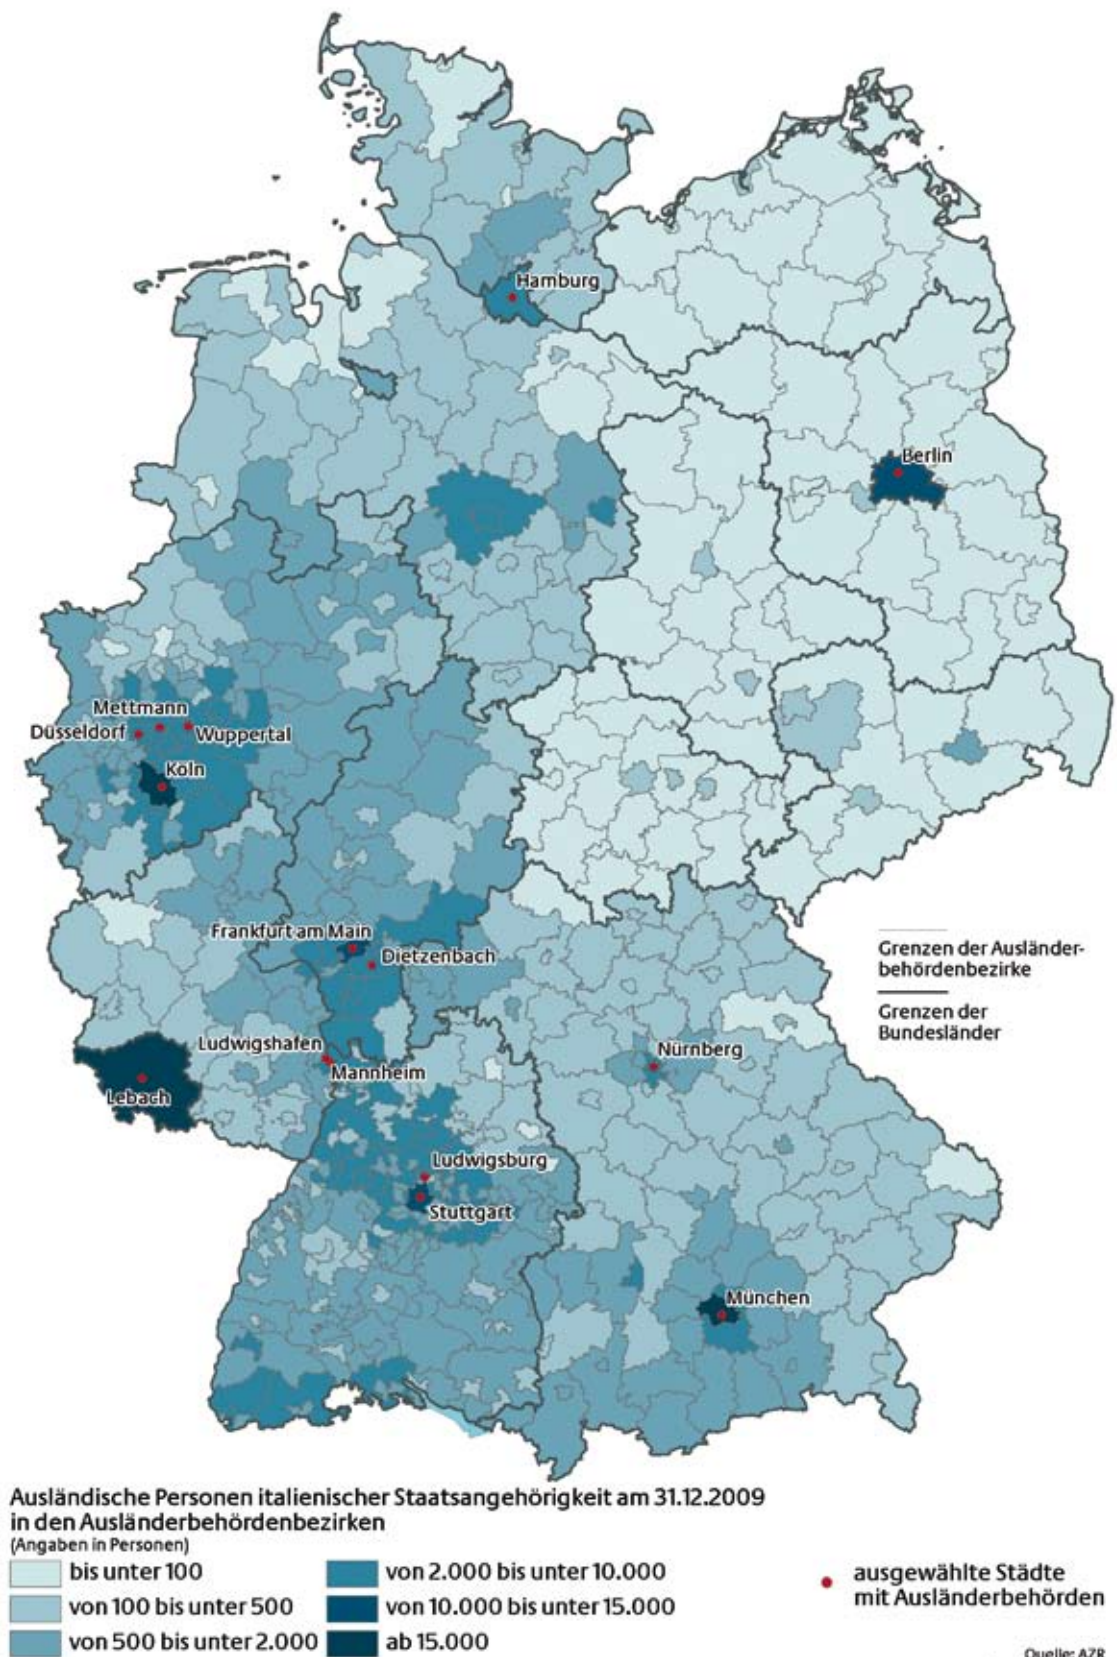 Hamburg
Berlin
Mettmann
Düsseldorf
Wuppertal
Köln
Frankfurt am Main
Dietzenbach
Grenzen der Ausländer-
behördenbezirke
Grenzen der
Bundesländer
Ludwigshafen
Nürnberg
Mannheim
Lebach
Ludwigsburg
Stuttgart
München
Ausländische Personen italienischer Staatsangehörigkeit am 31.12.2009
in den Ausländerbehördenbezirken
(Angaben in Personen)
bis unter 100
von 100 bis unter 500
von 500 bis unter 2.000
von 2.000 bis unter 10.000
von 10.000 bis unter 15.000
ab 15.000
ausgewählte Städte
mit Ausländerbehörden
Quelle: AZR